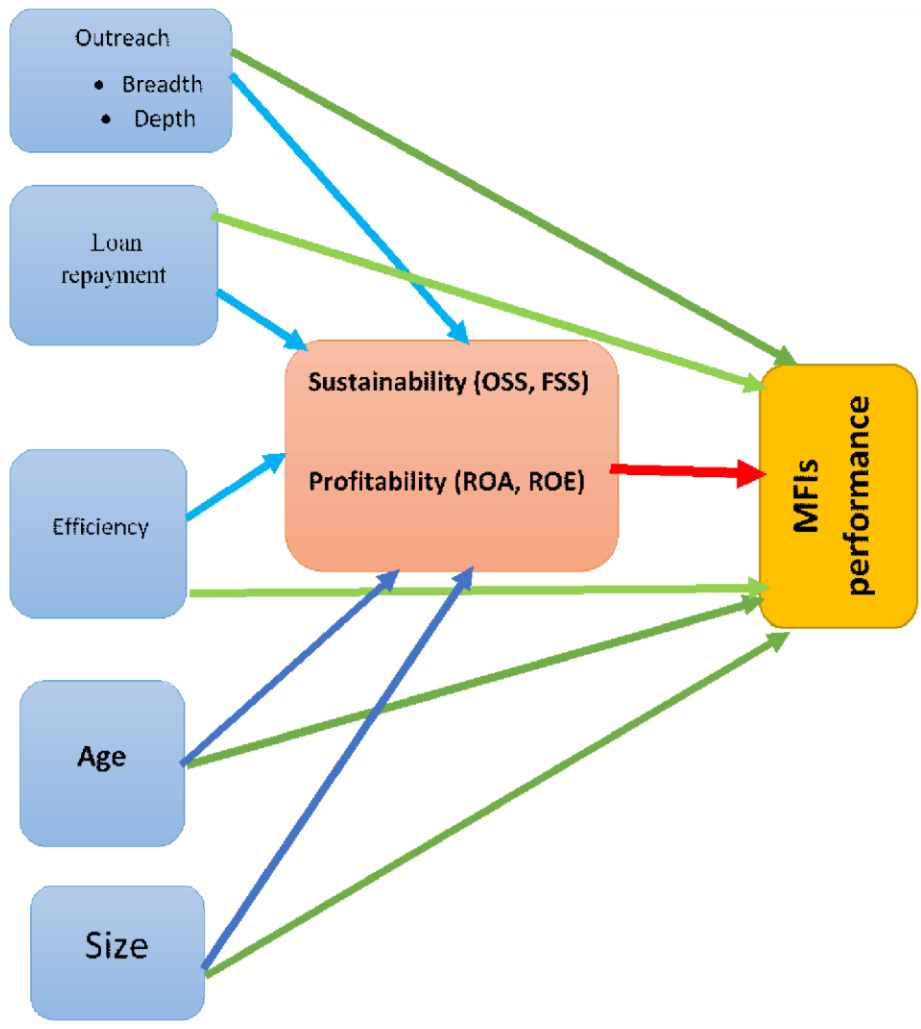 Outreach
• Breadth
• Depth
Loan
repayment
Sustainability (OSS, FSS)
Profitability (ROA, ROE)
MFIs
performance
Efficiency
Age
Size